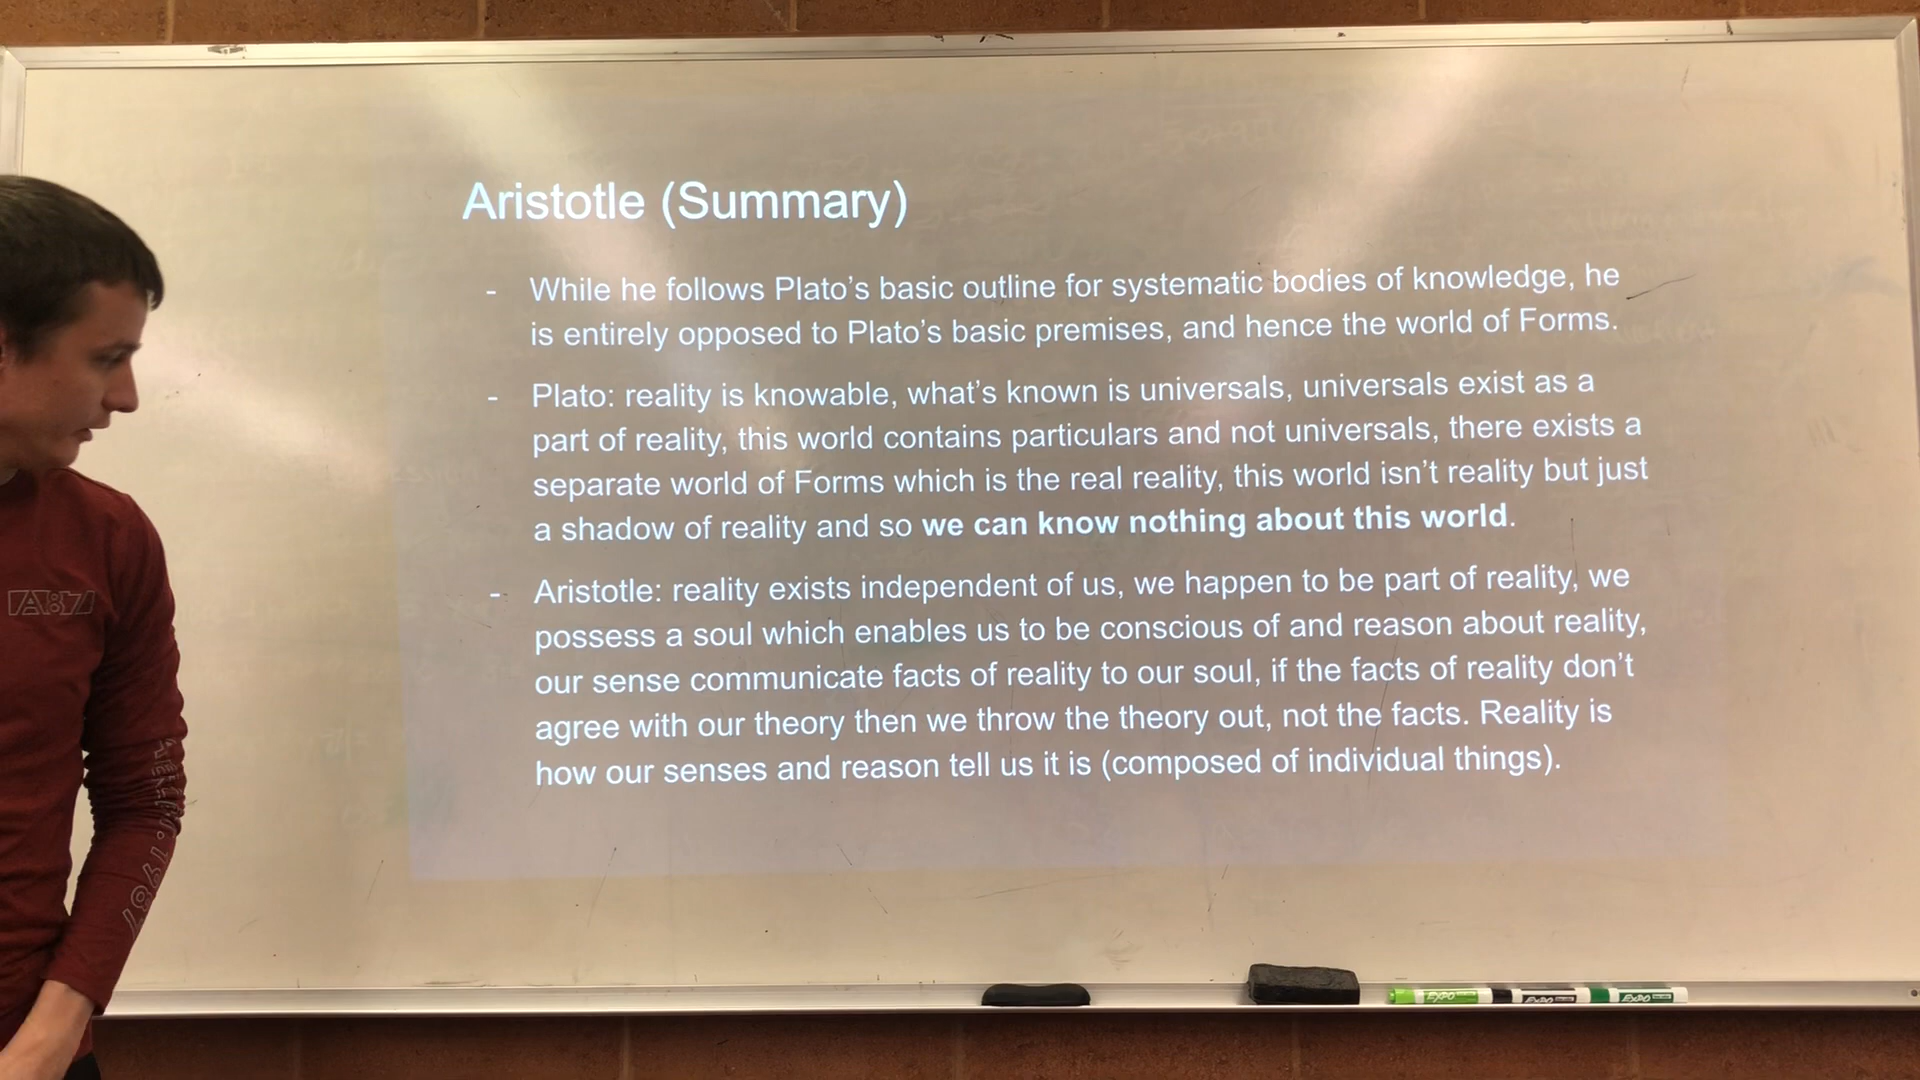 Aristotle (Summary)
- While he follows Plato's basic outline for systematic bodies of knowledge, he
is entirely opposed to Plato's basic premises, and hence the world of Forms.
- Plato: reality is knowable, what's known is universals, universals exist as a
part of reality, this world contains particulars and not universals, there exists a
separate world of Forms which is the real reality, this world isn't reality but just
a shadow of reality and so we can know nothing about this world.
- Aristotle: reality exists independent of us, we happen to be part of reality, we
possess a soul which enables us to be conscious of and reason about reality,
our sense communicate facts of reality to our soul, if the facts of reality don't
agree with our theory then we throw the theory out, not the facts. Reality is
how our senses and reason tell us it is (composed of individual things).
A87
1987
EXPO
EXPO
EXPO